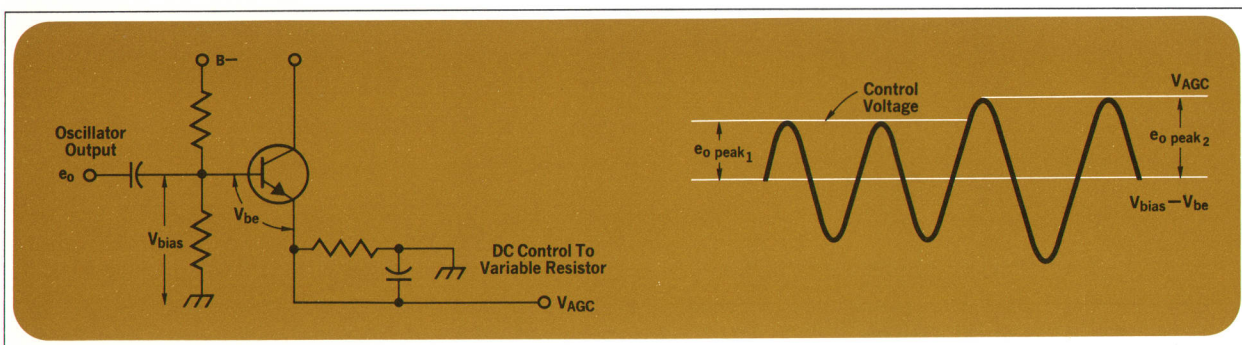 B–
Oscillator
Output
eo
Vbias
Vbe
DC Control To
Variable Resistor
VAGC
Control
Voltage
VAGC
eo peak1
eo peak2
Vbias – Vbe